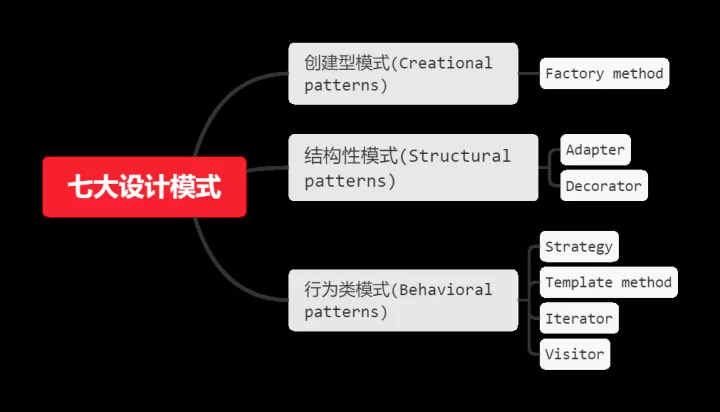 七大设计模式
创建型模式(Creational
patterns)
Factory method
结构性模式(Structural
patterns)
Adapter
Decorator
行为类模式(Behavioral
patterns)
Strategy
Template method
Iterator
Visitor